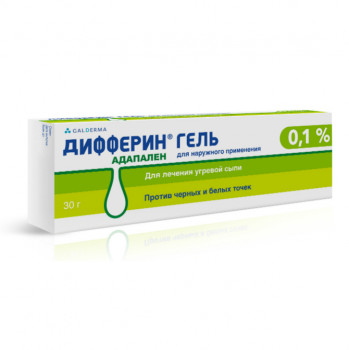 GALDERMA
ДИФФЕРИН® ГЕЛЬ
АДАПАЛЕН
для наружного применения
0,1 %
Для лечения угревой сыпи
Против черных и белых точек
30 г